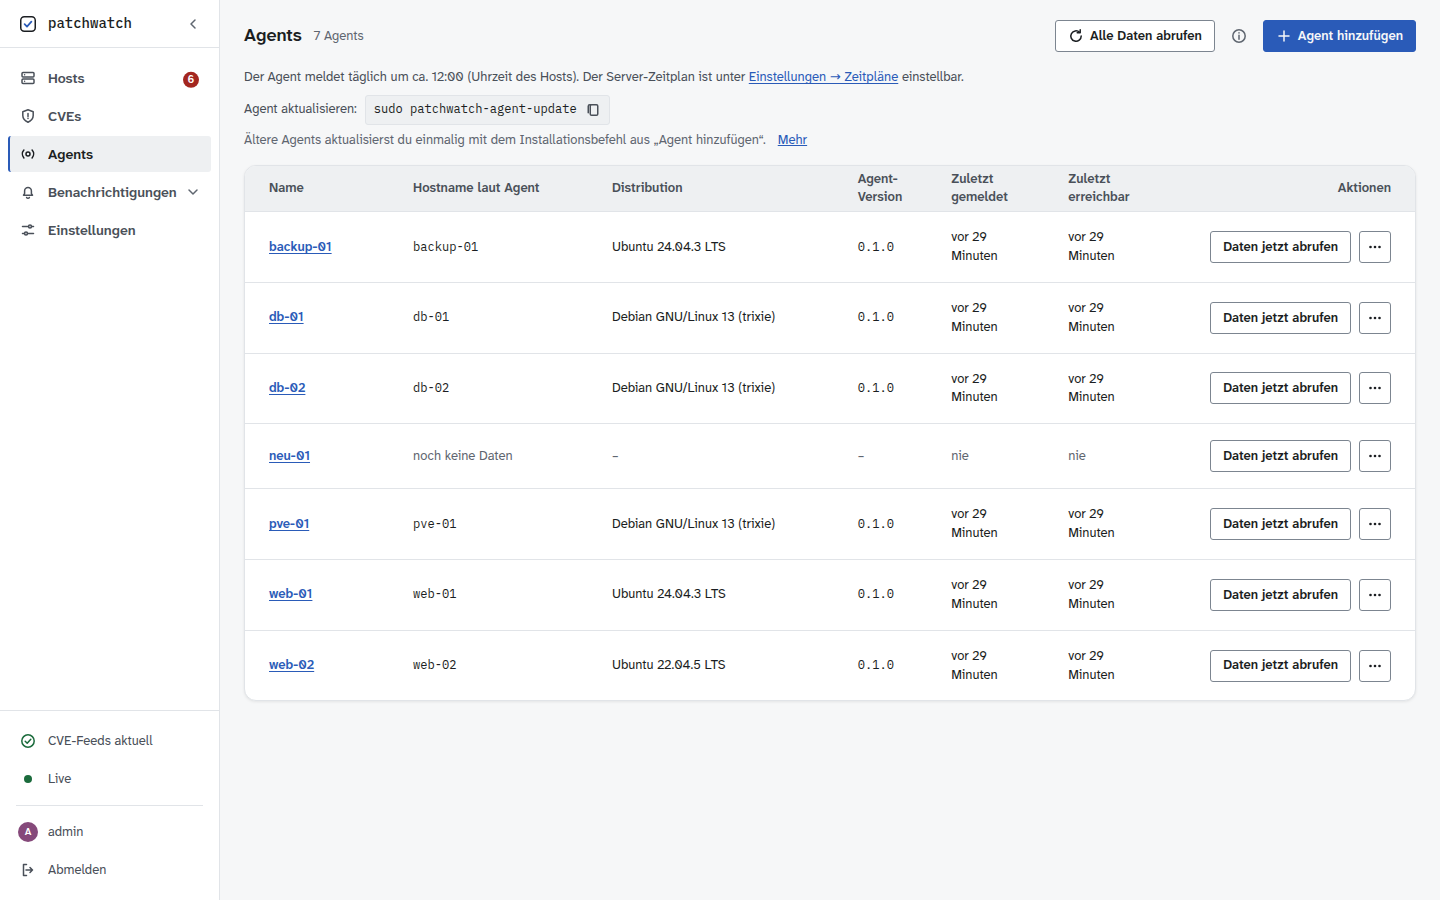 patchwatch
Hosts 6
CVEs
Agents
Benachrichtigungen
Einstellungen
CVE-Feeds aktuell
Live
A admin
Abmelden
Agents 7 Agents Alle Daten abrufen Agent hinzufügen
Der Agent meldet täglich um ca. 12:00 (Uhrzeit des Hosts). Der Server-Zeitplan ist unter Einstellungen → Zeitpläne einstellbar.
Agent aktualisieren: sudo patchwatch-agent-update
Ältere Agents aktualisierst du einmalig mit dem Installationsbefehl aus „Agent hinzufügen“. Mehr
Name Hostname laut Agent Distribution Agent-Version Zuletzt gemeldet Zuletzt erreichbar Aktionen
backup-01 backup-01 Ubuntu 24.04.3 LTS 0.1.0 vor 29 Minuten vor 29 Minuten Daten jetzt abrufen ...
db-01 db-01 Debian GNU/Linux 13 (trixie) 0.1.0 vor 29 Minuten vor 29 Minuten Daten jetzt abrufen ...
db-02 db-02 Debian GNU/Linux 13 (trixie) 0.1.0 vor 29 Minuten vor 29 Minuten Daten jetzt abrufen ...
neu-01 noch keine Daten – – nie nie Daten jetzt abrufen ...
pve-01 pve-01 Debian GNU/Linux 13 (trixie) 0.1.0 vor 29 Minuten vor 29 Minuten Daten jetzt abrufen ...
web-01 web-01 Ubuntu 24.04.3 LTS 0.1.0 vor 29 Minuten vor 29 Minuten Daten jetzt abrufen ...
web-02 web-02 Ubuntu 22.04.5 LTS 0.1.0 vor 29 Minuten vor 29 Minuten Daten jetzt abrufen ...